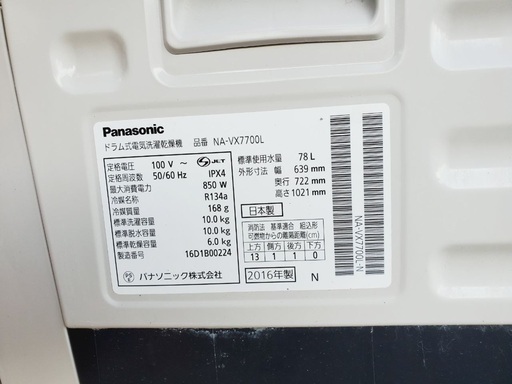 Panasonic
ドラム式電気洗濯乾燥機 品番 NA-VX7700L
定格電圧 100 V ～ S JET
定格周波数 50/60 Hz IPX4
最大消費電力 850 W
冷媒名称 R134a
冷媒質量 168 g
標準洗濯容量 10.0 kg
標準脱水容量 10.0 kg
標準乾燥容量 6.0 kg
製造番号 16D1B00224
PS E パナソニック株式会社
標準使用水量 78 L
外形寸法 幅 639 mm
奥行 722 mm
高さ 1021 mm
日本製
消防法 基準適合 組込形
可燃物からの離隔距離(cm)
上方 側方 後方 下方
13 1 1 0
2016年製 N
NA-VX7700L-N